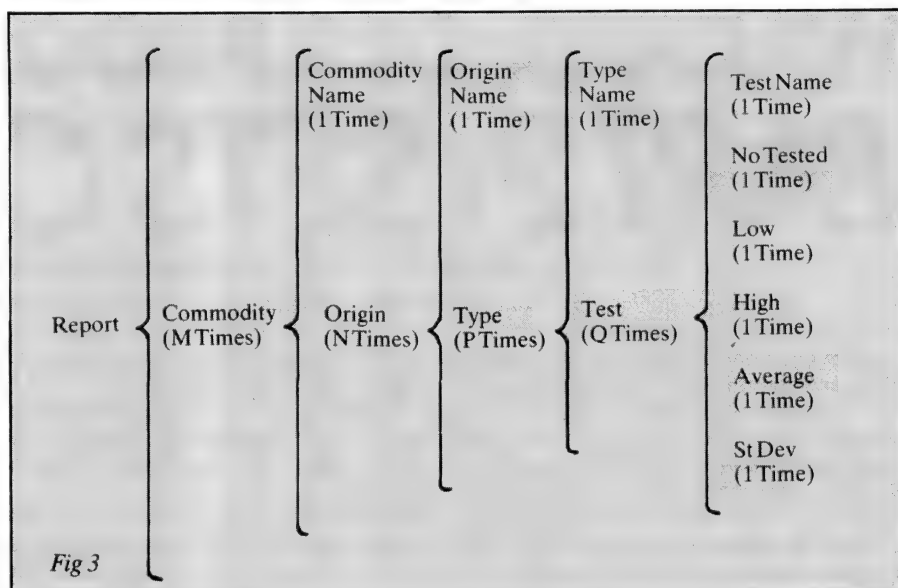 Report
Commodity
(M Times)
Commodity
Name
(1 Time)
Origin
(N Times)
Origin
Name
(1 Time)
Type
(P Times)
Type
Name
(1 Time)
Test
(Q Times)
Test Name
(1 Time)
No Tested
(1 Time)
Low
(1 Time)
High
(1 Time)
Average
(1 Time)
St Dev
(1 Time)
Fig 3